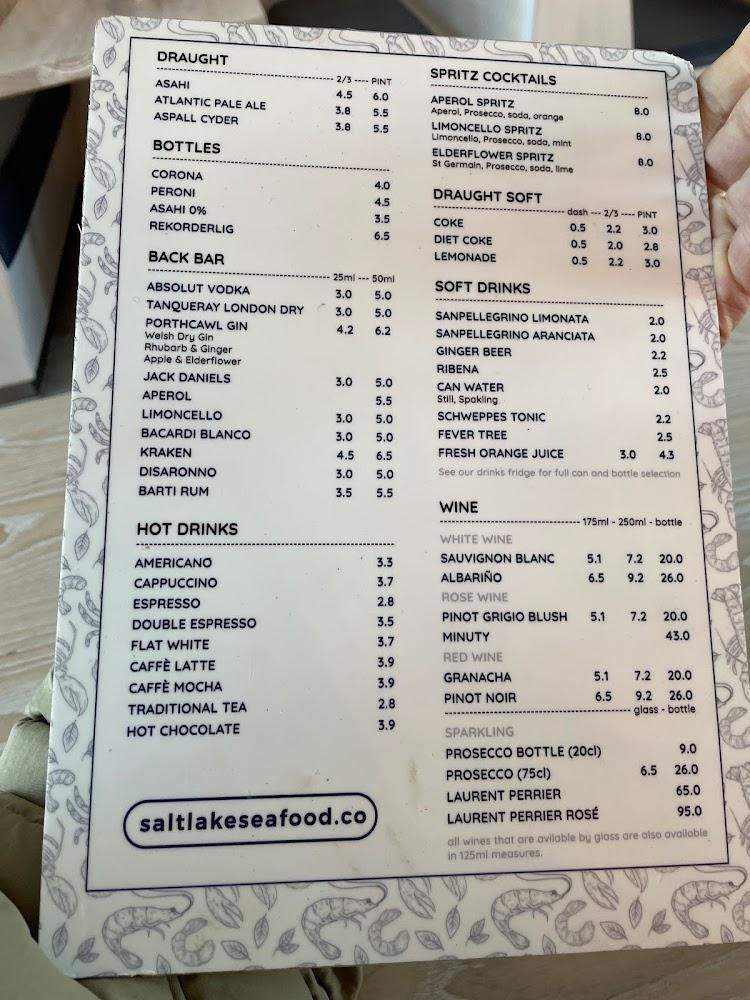 DRAUGHT
2/3 ---- PINT
ASAHI 4.5 6.0
ATLANTIC PALE ALE 3.8 5.5
ASPALL CYDER 3.8 5.5
BOTTLES
CORONA 4.0
PERONI 4.5
ASAHI 0% 3.5
REKORDERLIG 6.5
BACK BAR
25ml --- 50ml
ABSOLUT VODKA 3.0 5.0
TANQUERAY LONDON DRY 3.0 5.0
PORTHCAWL GIN 4.2 6.2
Welsh Dry Gin
Rhubarb & Ginger
Apple & Elderflower
JACK DANIELS 3.0 5.0
APEROL 5.5
LIMONCELLO 3.0 5.0
BACARDI BLANCO 3.0 5.0
KRAKEN 4.5 6.5
DISARONNO 3.0 5.0
BARTI RUM 3.5 5.5
HOT DRINKS
AMERICANO 3.3
CAPPUCCINO 3.7
ESPRESSO 2.8
DOUBLE ESPRESSO 3.5
FLAT WHITE 3.7
CAFFÈ LATTE 3.9
CAFFÈ MOCHA 3.9
TRADITIONAL TEA 2.8
HOT CHOCOLATE 3.9
saltlakeseafood.co
SPRITZ COCKTAILS
APEROL SPRITZ 8.0
Aperol, Prosecco, soda, orange
LIMONCELLO SPRITZ 8.0
Limoncello, Prosecco, soda, mint
ELDERFLOWER SPRITZ 8.0
St Germain, Prosecco, soda, lime
DRAUGHT SOFT
dash --- 2/3 ---- PINT
COKE 0.5 2.2 3.0
DIET COKE 0.5 2.0 2.8
LEMONADE 0.5 2.2 3.0
SOFT DRINKS
SANPELLEGRINO LIMONATA 2.0
SANPELLEGRINO ARANCIATA 2.0
GINGER BEER 2.2
RIBENA 2.5
CAN WATER 2.0
Still, Spakling
SCHWEPPES TONIC 2.2
FEVER TREE 2.5
FRESH ORANGE JUICE 3.0 4.3
See our drinks fridge for full can and bottle selection
WINE
175ml - 250ml - bottle
WHITE WINE
SAUVIGNON BLANC 5.1 7.2 20.0
ALBARIÑO 6.5 9.2 26.0
ROSE WINE
PINOT GRIGIO BLUSH 5.1 7.2 20.0
MINUTY 43.0
RED WINE
GRANACHA 5.1 7.2 20.0
PINOT NOIR 6.5 9.2 26.0
glass - bottle
SPARKLING
PROSECCO BOTTLE (20cl) 9.0
PROSECCO (75cl) 6.5 26.0
LAURENT PERRIER 65.0
LAURENT PERRIER ROSÉ 95.0
all wines that are avilable by glass are also available
in 125ml measures.